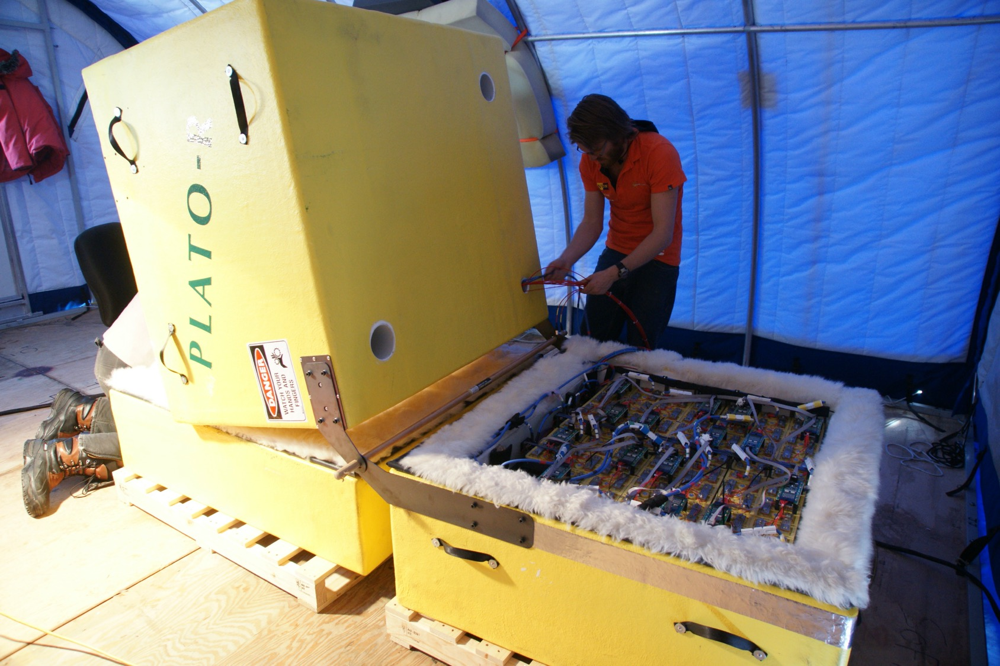 PLATO-R
DANGER
WATCH YOUR
HANDS AND
FINGERS